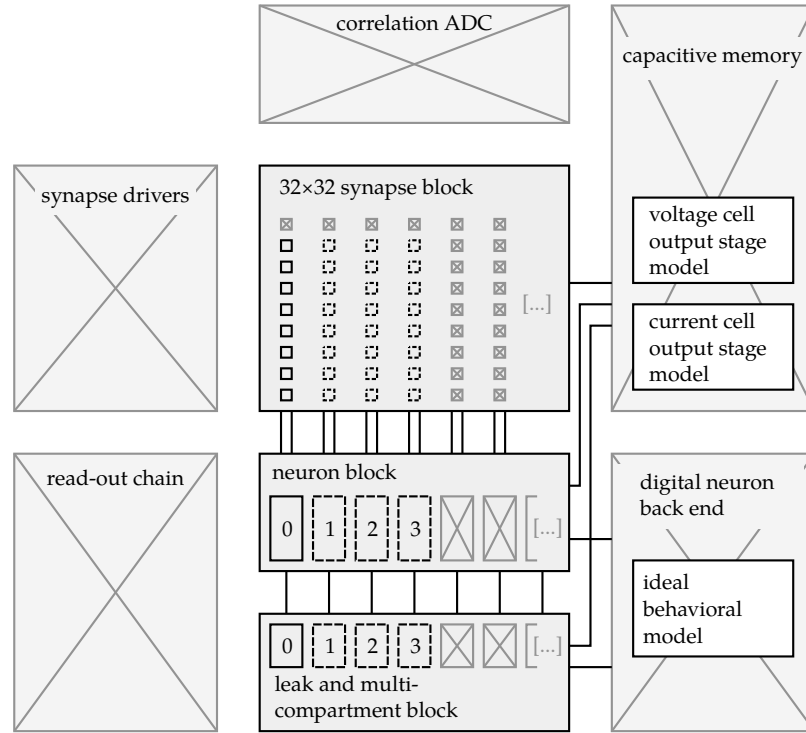 correlation ADC
capacitive memory
synapse drivers
32×32 synapse block
voltage cell
output stage
model
[...]
current cell
output stage
model
read-out chain
neuron block
0 1 2 3 [...]
digital neuron
back end
ideal
behavioral
model
0 1 2 3 [...]
leak and multi-
compartment block